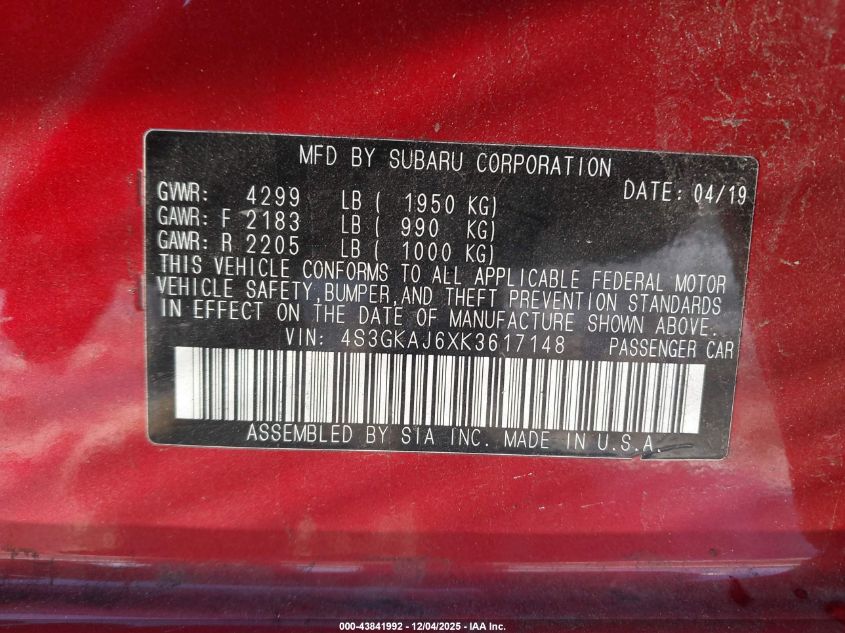 MFD BY SUBARU CORPORATION
DATE: 04/19
GVWR: 4299 LB ( 1950 KG)
GAWR: F 2183 LB ( 990 KG)
GAWR: R 2205 LB ( 1000 KG)
THIS VEHICLE CONFORMS TO ALL APPLICABLE FEDERAL MOTOR
VEHICLE SAFETY, BUMPER, AND THEFT PREVENTION STANDARDS
IN EFFECT ON THE DATE OF MANUFACTURE SHOWN ABOVE.
VIN: 4S3GKAJ6XK3617148 PASSENGER CAR
ASSEMBLED BY SIA INC. MADE IN U.S.A.
000-43841992 - 12/04/2025 - IAA Inc.